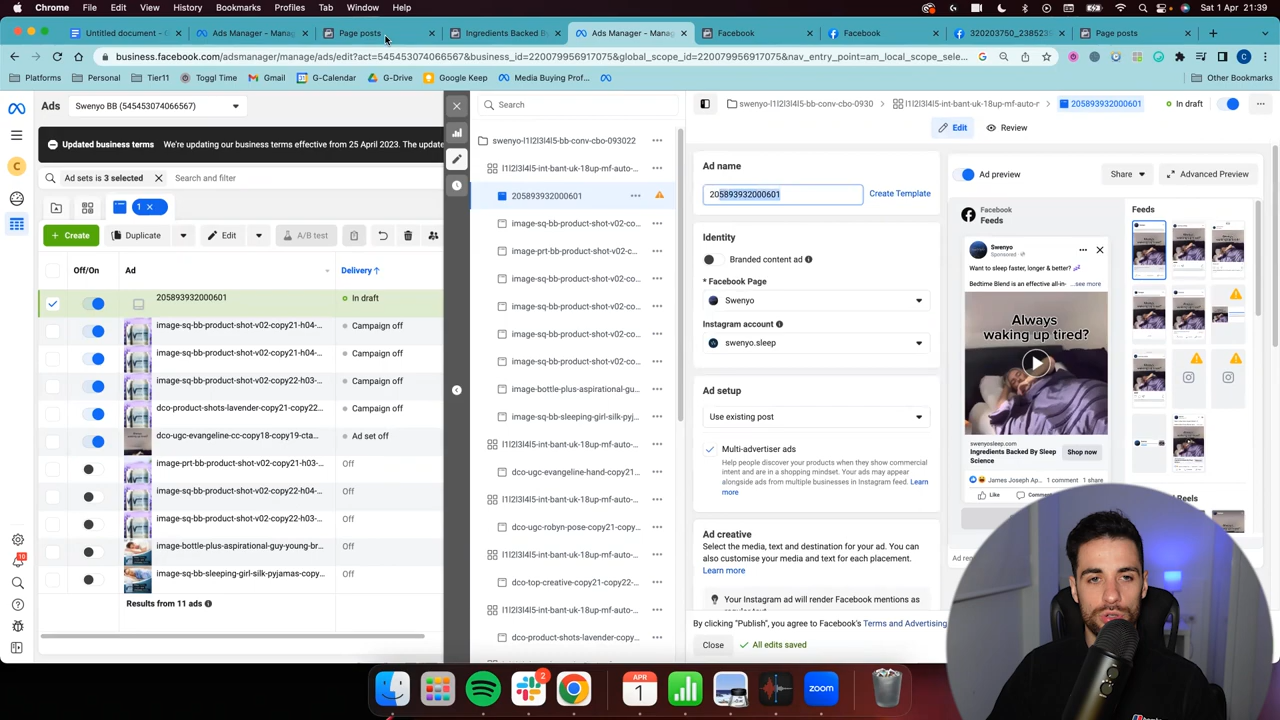 Chrome File Edit View History Bookmarks Profiles Tab Window Help
Sat 1 Apr 21:39
Untitled document -
Ads Manager - Manag
Page posts
Ingredients Backed By
Ads Manager - Manag
Facebook
Facebook
320203750_238523
Page posts
business.facebook.com/adsmanager/manage/ads/edit?act=545453074066567&business_id=220079956917075&global_scope_id=220079956917075&nav_entry_point=am_local_scope_sele...
Platforms Personal Tier11 Toggl Time Gmail G-Calendar G-Drive Google Keep Media Buying Prof... Other Bookmarks
Ads Swenyo BB (545453074066567)
Updated business terms We're updating our business terms effective from 25 April 2023. The update
Ad sets is 3 selected Search and filter
1
Create Duplicate Edit A/B test
Off/On Ad Delivery
205893932000601 In draft
image-sq-bb-product-shot-v02-copy21-h04-... Campaign off
image-sq-bb-product-shot-v02-copy21-h04-... Campaign off
image-sq-bb-product-shot-v02-copy22-h03-... Campaign off
dco-product-shots-lavender-copy21-copy22... Campaign off
dco-ugc-evangeline-cc-copy18-copy19-cta... Ad set off
image-prt-bb-product-shot-v02-copy21-h03-... Off
image-sq-bb-product-shot-v02-copy22-h04-... Off
image-sq-bb-product-shot-v02-copy22-h03-... Off
image-bottle-plus-aspirational-guy-young-br... Off
image-sq-bb-sleeping-girl-silk-pyjamas-copy... Off
Results from 11 ads
10
Search
swenyo-l1l2l3l4l5-bb-conv-cbo-093022
l1l2l3l4l5-int-bant-uk-18up-mf-auto-...
205893932000601
image-sq-bb-product-shot-v02-co...
image-prt-bb-product-shot-v02-c...
image-sq-bb-product-shot-v02-co...
image-sq-bb-product-shot-v02-co...
image-sq-bb-product-shot-v02-co...
image-sq-bb-product-shot-v02-co...
image-bottle-plus-aspirational-gu...
image-sq-bb-sleeping-girl-silk-pyj...
l1l2l3l4l5-int-bant-uk-18up-mf-auto-...
dco-ugc-evangeline-hand-copy21...
l1l2l3l4l5-int-bant-uk-18up-mf-auto-...
dco-ugc-robyn-pose-copy21-copy...
l1l2l3l4l5-int-bant-uk-18up-mf-auto-...
dco-top-creative-copy21-copy22-...
l1l2l3l4l5-int-bant-uk-18up-mf-auto-...
dco-product-shots-lavender-copy...
swenyo-l1l2l3l4l5-bb-conv-cbo-0930
l1l2l3l4l5-int-bant-uk-18up-mf-auto-r
205893932000601
In draft
Edit Review
Ad name
205893932000601
Create Template
Identity
Branded content ad
* Facebook Page
Swenyo
Instagram account
swenyo.sleep
Ad setup
Use existing post
Multi-advertiser ads
Help people discover your products when they show commercial
intent and are in a shopping mindset. Your ads may appear
alongside ads from multiple businesses in Instagram feed. Learn
more
Ad creative
Select the media, text and destination for your ad. You can
also customise your media and text for each placement.
Learn more
Your Instagram ad will render Facebook mentions as
By clicking "Publish", you agree to Facebook's Terms and Advertising
Close All edits saved
Ad preview Share Advanced Preview
Facebook
Feeds
Feeds
Swenyo
Sponsored
Want to sleep faster, longer & better?
Bedtime Blend is an effective all-in- ...see more
Always
waking up tired?
swenyosleep.com
Ingredients Backed By Sleep
Science
Shop now
James Joseph Ap... 1 comment 1 share
Like
Reels
1
2
zoom
APR
1